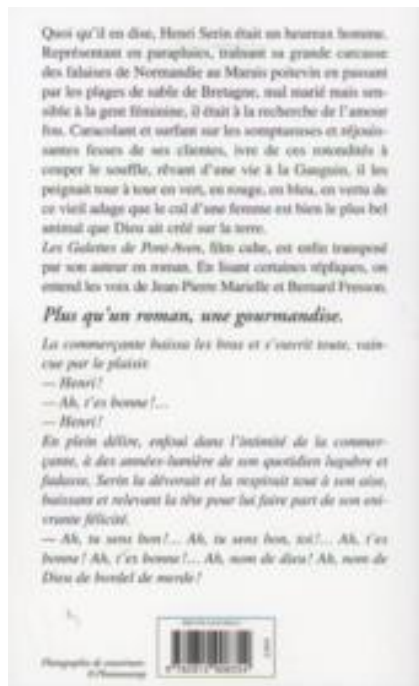 Quoi qu'il en dise, Henri Serin était un heureux homme.
Représentant en parapluies, traînant sa grande carcasse
des falaises de Normandie au Marais poitevin en passant
par les plages de sable de Bretagne, mal marié mais sen-
sible à la gent féminine, il était à la recherche de l'amour
fou. Caracolant et surfant sur les somptueuses et réjouis-
santes fesses de ses clientes, ivre de ces rotondités à
couper le souffle, rêvant d'une vie à la Gauguin, il les
peignait tour à tour en vert, en rouge, en bleu, en vertu de
ce vieil adage que le cul d'une femme est bien le plus bel
animal que Dieu ait créé sur la terre.
Les Galettes de Pont-Aven, film culte, est enfin transposé
par son auteur en roman. En lisant certaines répliques, on
entend les voix de Jean Pierre Marielle et Bernard Fresson.
Plus qu'un roman, une gourmandise.
La commerçante baissa les bras et s'ouvrit toute, vain-
cue par le plaisir.
— Henri !
— Ah, t'es bonne !...
— Henri !
En plein délire, enfoui dans l'intimité de la commer-
çante, à des années-lumière de son quotidien lugubre et
fadasse, Serin la dévorait et la respirait tout à son aise,
baissant et relevant la tête pour lui faire part de son eni-
vrante félicité.
— Ah, tu sens bon !... Ah, tu sens bon, toi !... Ah, t'es
bonne ! Ah, t'es bonne !... Ah, nom de dieu ! Ah, nom de
Dieu de bordel de merde !
Photographie de couverture